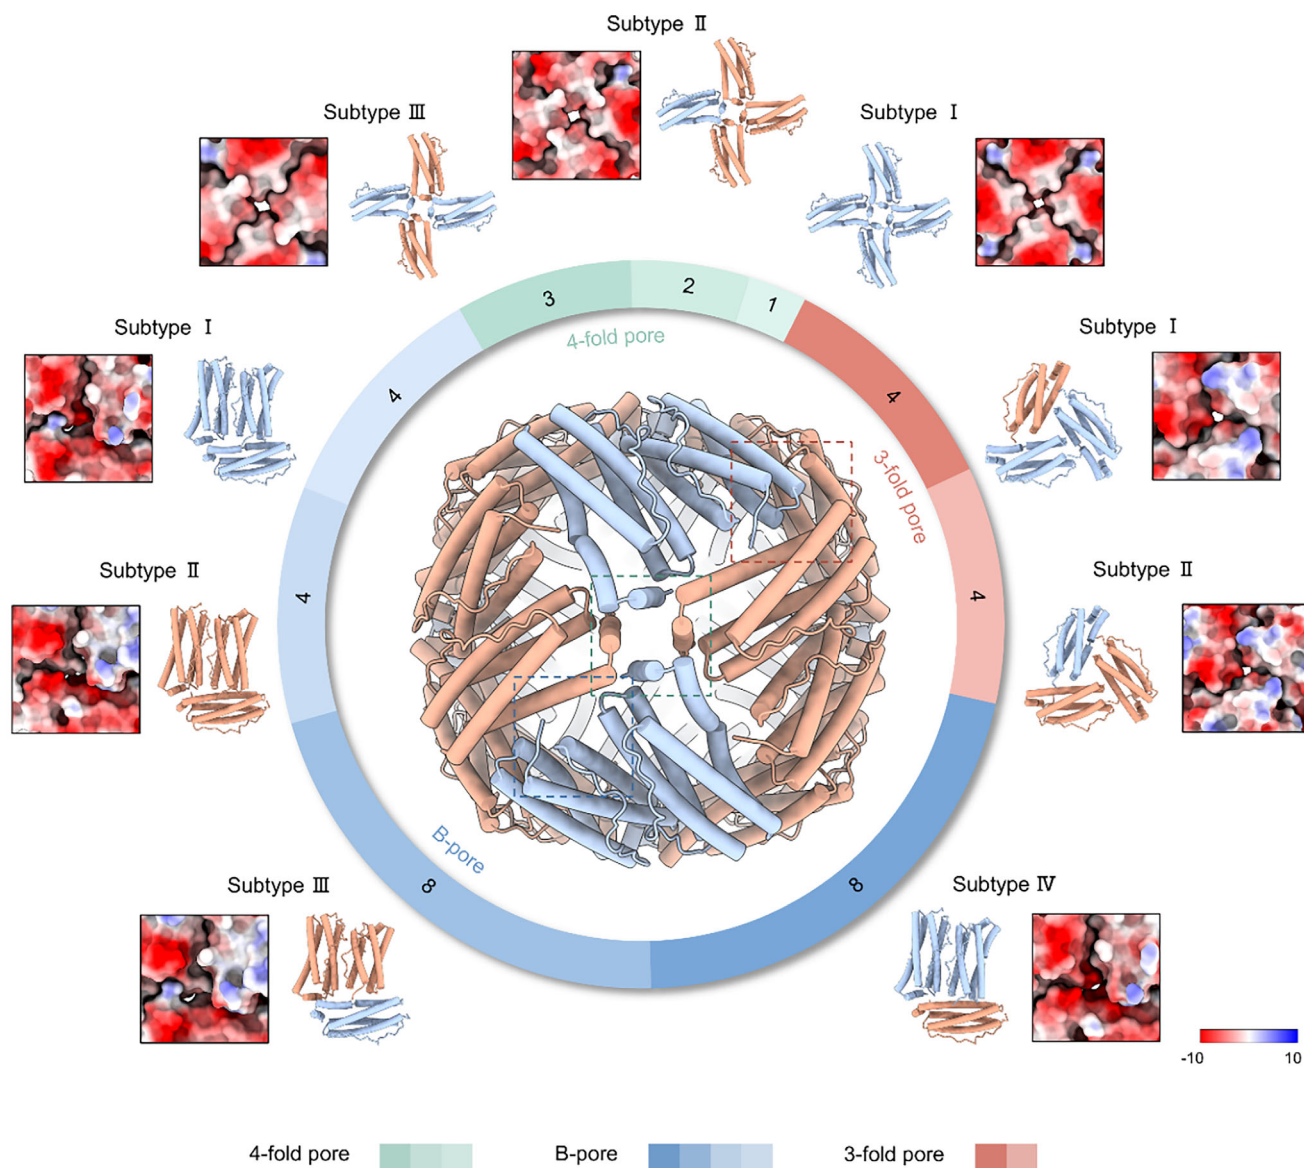 Subtype Ⅱ
Subtype Ⅲ
Subtype Ⅰ
3
2
1
4-fold pore
Subtype Ⅰ
Subtype Ⅰ
4
4
3-fold pore
Subtype Ⅱ
Subtype Ⅱ
4
4
B-pore
Subtype Ⅲ
8
8
Subtype Ⅳ
-10
10
4-fold pore
B-pore
3-fold pore